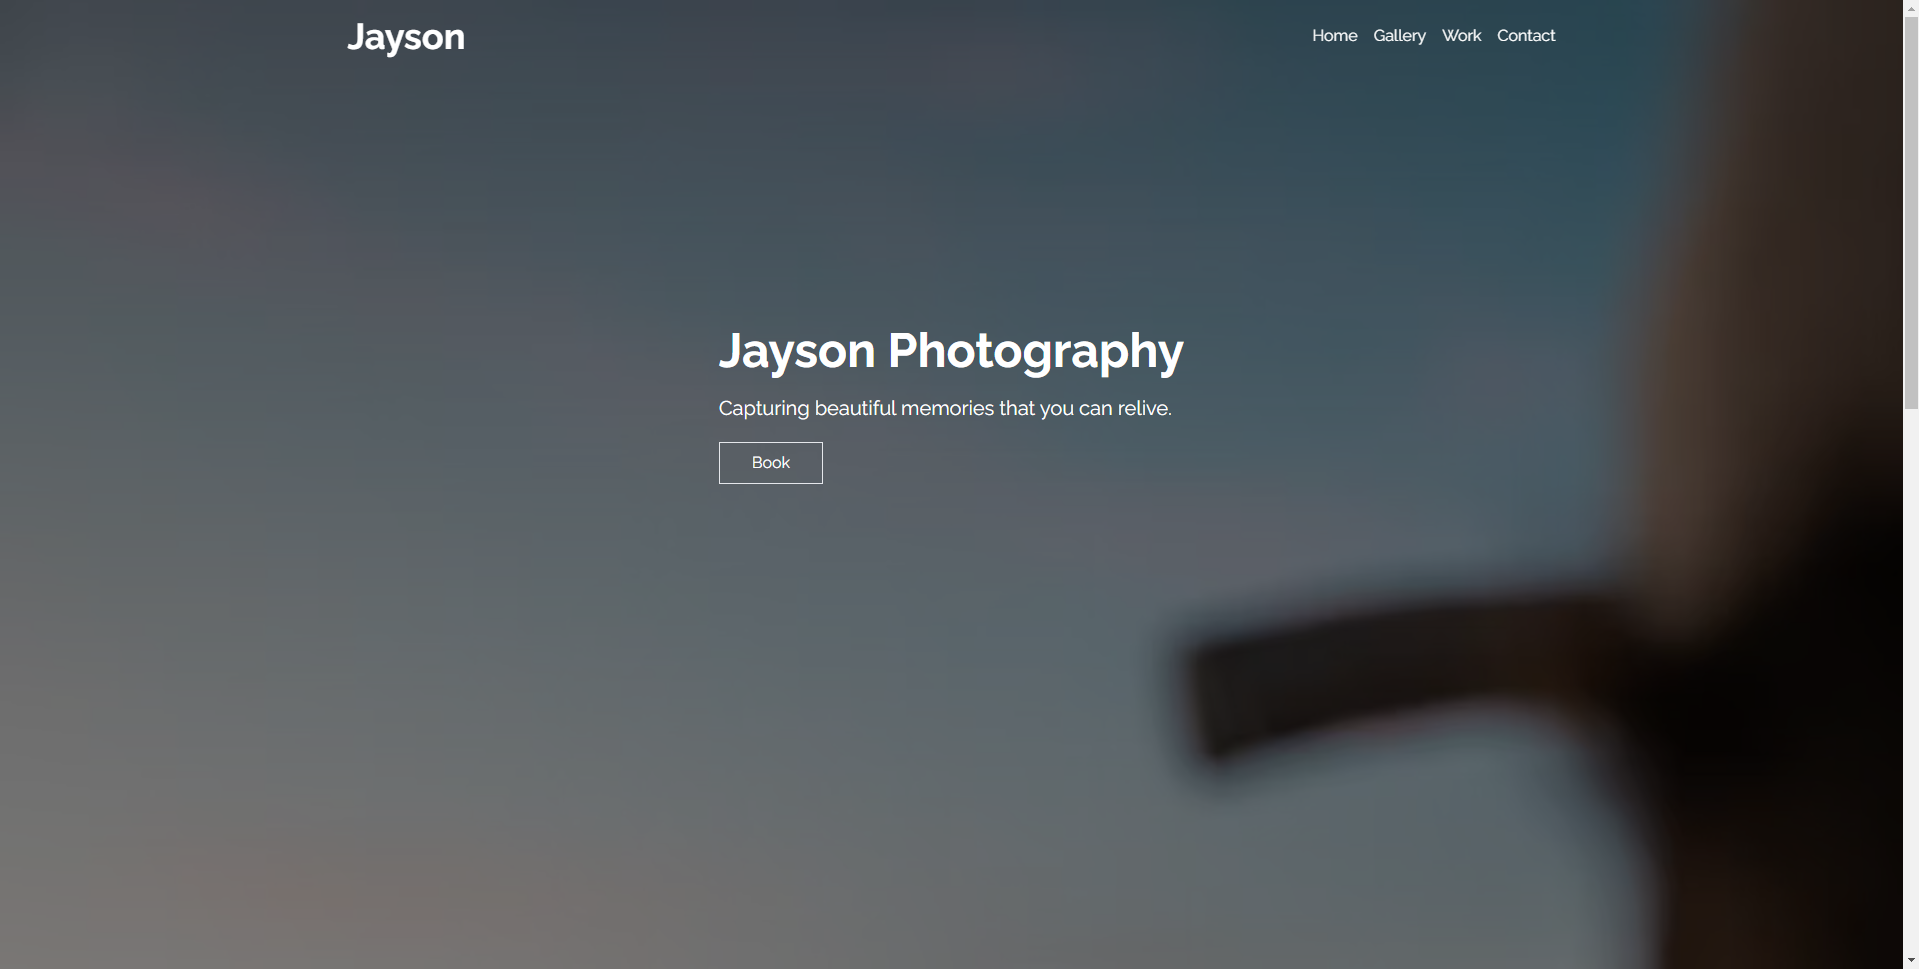 Jayson
Home Gallery Work Contact
Jayson Photography
Capturing beautiful memories that you can relive.
Book